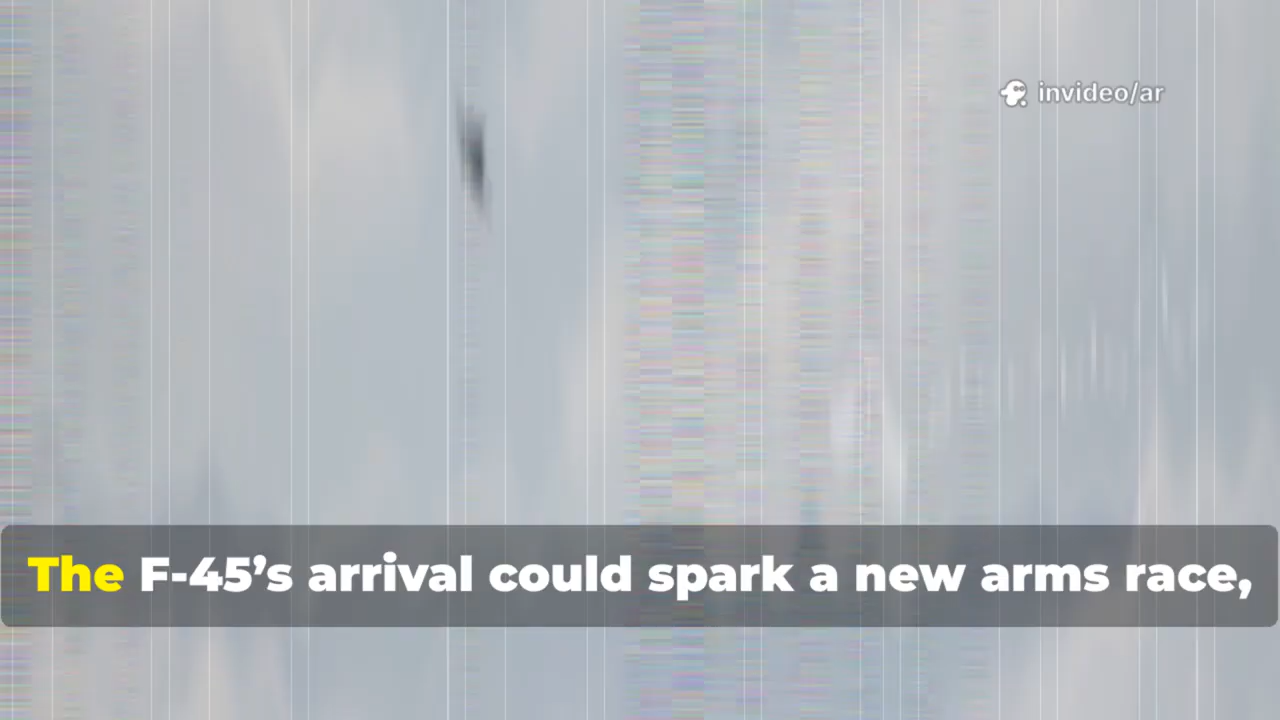 invideo/ar
The F-45’s arrival could spark a new arms race,